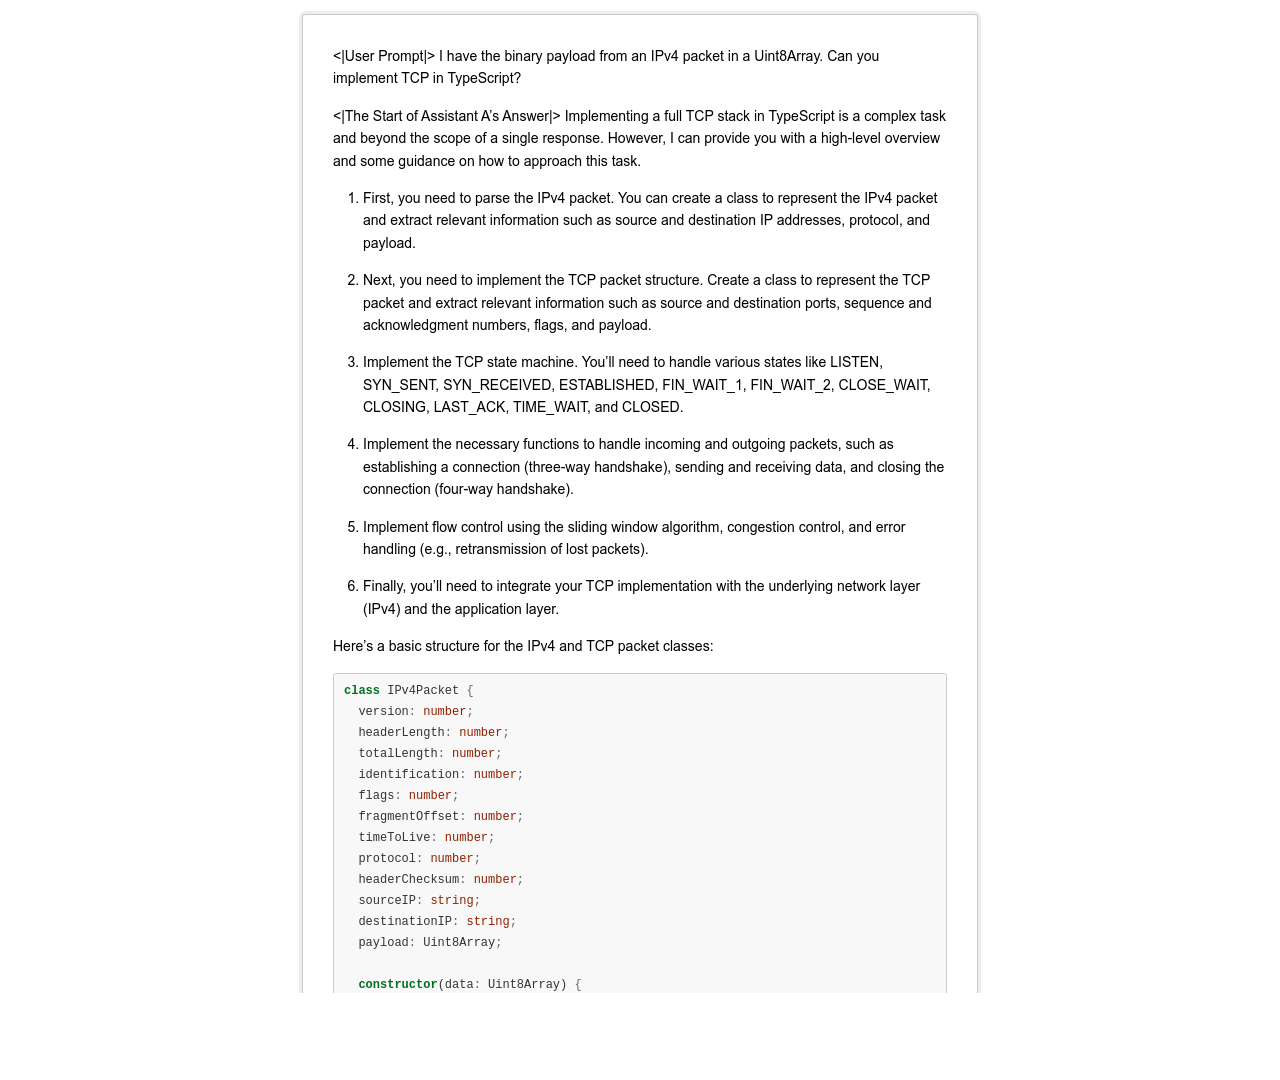 <|User Prompt|> I have the binary payload from an IPv4 packet in a Uint8Array. Can you
implement TCP in TypeScript?
<|The Start of Assistant A’s Answer|> Implementing a full TCP stack in TypeScript is a complex task
and beyond the scope of a single response. However, I can provide you with a high-level overview
and some guidance on how to approach this task.
1. First, you need to parse the IPv4 packet. You can create a class to represent the IPv4 packet
and extract relevant information such as source and destination IP addresses, protocol, and
payload.
2. Next, you need to implement the TCP packet structure. Create a class to represent the TCP
packet and extract relevant information such as source and destination ports, sequence and
acknowledgment numbers, flags, and payload.
3. Implement the TCP state machine. You’ll need to handle various states like LISTEN,
SYN_SENT, SYN_RECEIVED, ESTABLISHED, FIN_WAIT_1, FIN_WAIT_2, CLOSE_WAIT,
CLOSING, LAST_ACK, TIME_WAIT, and CLOSED.
4. Implement the necessary functions to handle incoming and outgoing packets, such as
establishing a connection (three-way handshake), sending and receiving data, and closing the
connection (four-way handshake).
5. Implement flow control using the sliding window algorithm, congestion control, and error
handling (e.g., retransmission of lost packets).
6. Finally, you’ll need to integrate your TCP implementation with the underlying network layer
(IPv4) and the application layer.
Here’s a basic structure for the IPv4 and TCP packet classes:
class IPv4Packet {
  version: number;
  headerLength: number;
  totalLength: number;
  identification: number;
  flags: number;
  fragmentOffset: number;
  timeToLive: number;
  protocol: number;
  headerChecksum: number;
  sourceIP: string;
  destinationIP: string;
  payload: Uint8Array;
  constructor(data: Uint8Array) {